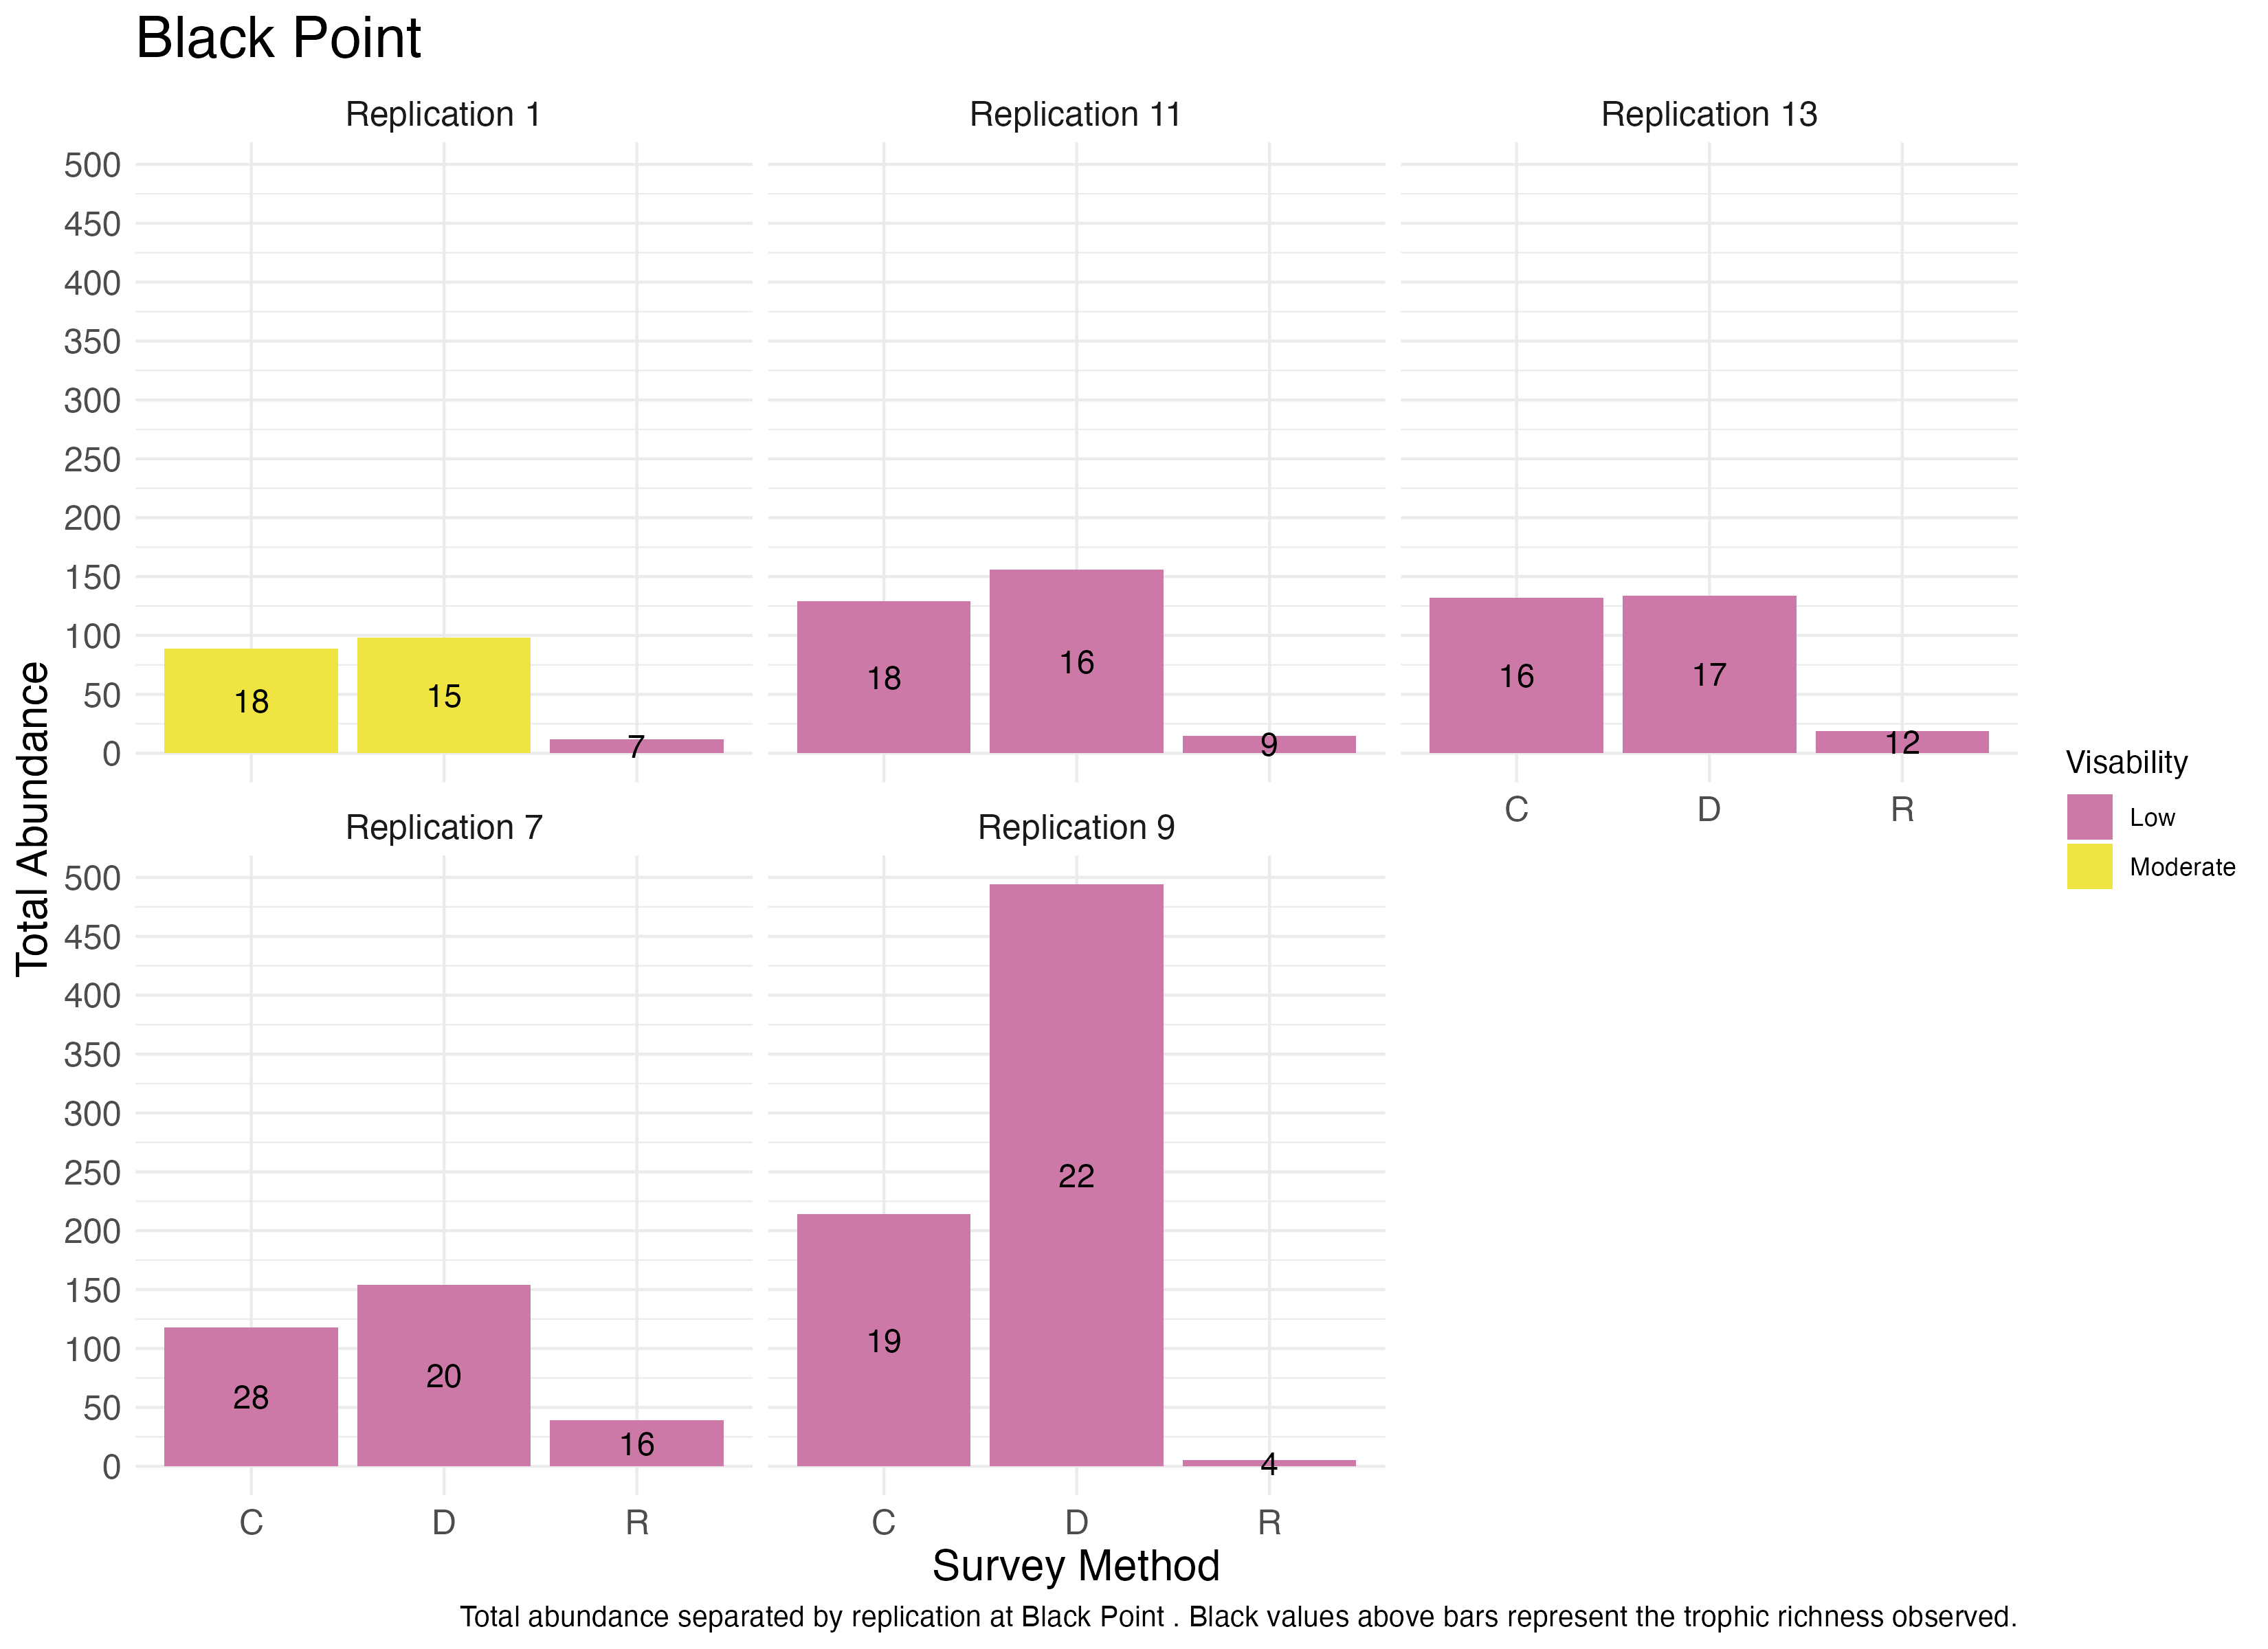 Black Point
Replication 1
Replication 11
Replication 13
500
450
400
350
300
250
200
150
100
50
0
18
15
7
18
16
9
16
17
12
C
D
R
Replication 7
Replication 9
500
450
400
350
300
250
200
150
100
50
0
28
20
16
19
22
4
C
D
R
C
D
R
Total Abundance
Survey Method
Visability
Low
Moderate
Total abundance separated by replication at Black Point . Black values above bars represent the trophic richness observed.